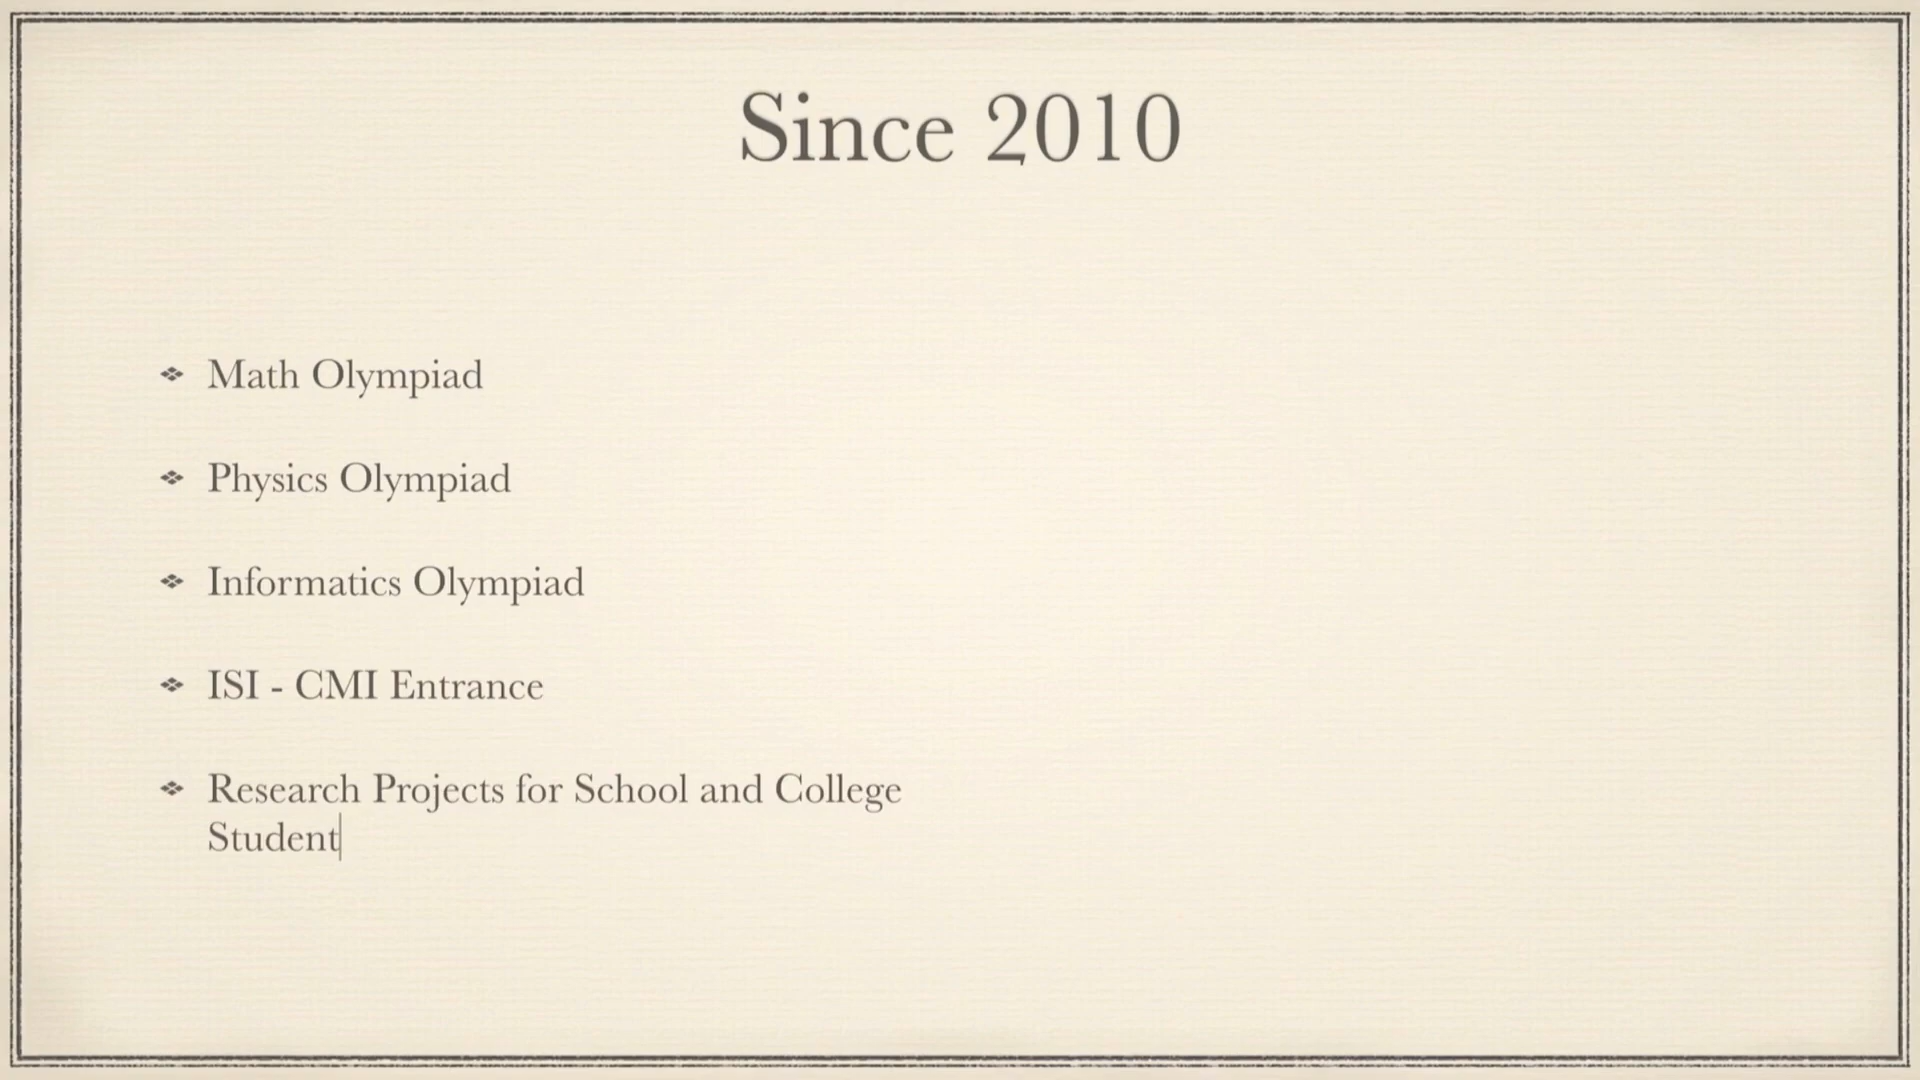 Since 2010
Math Olympiad
Physics Olympiad
Informatics Olympiad
ISI - CMI Entrance
Research Projects for School and College
Student